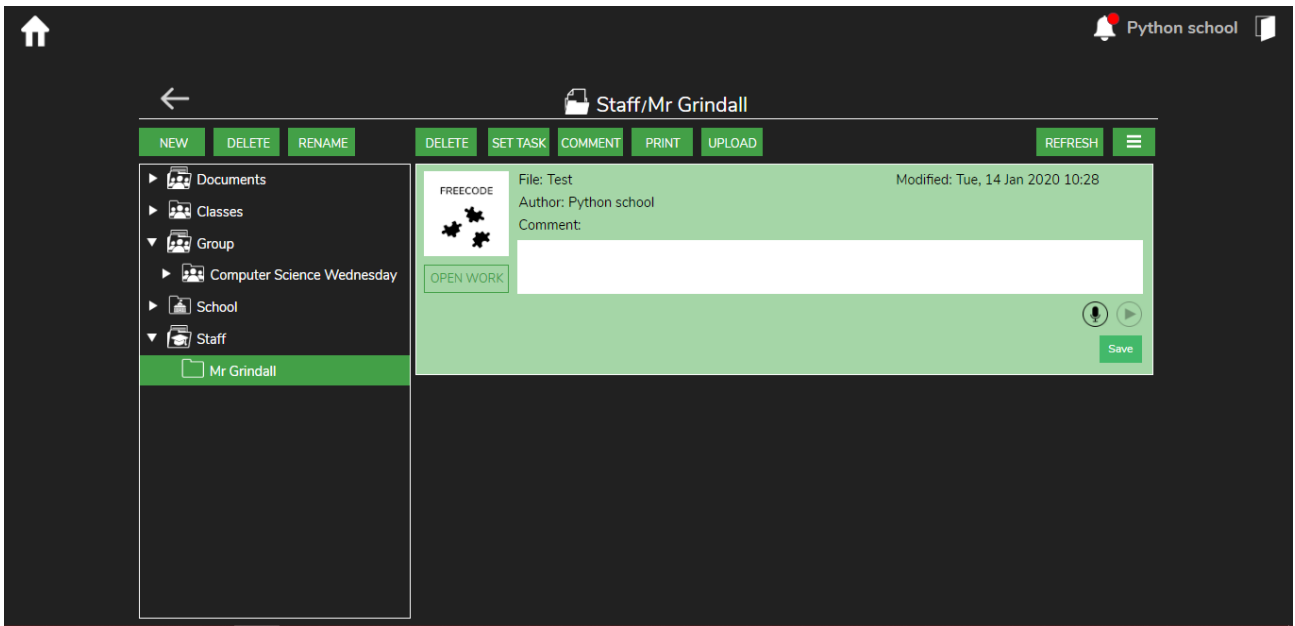 Python school
Staff/Mr Grindall
NEW DELETE RENAME
DELETE SET TASK COMMENT PRINT UPLOAD REFRESH
Documents
Classes
Group
Computer Science Wednesday
School
Staff
Mr Grindall
FREECODE
OPEN WORK
File: Test
Modified: Tue, 14 Jan 2020 10:28
Author: Python school
Comment:
Save